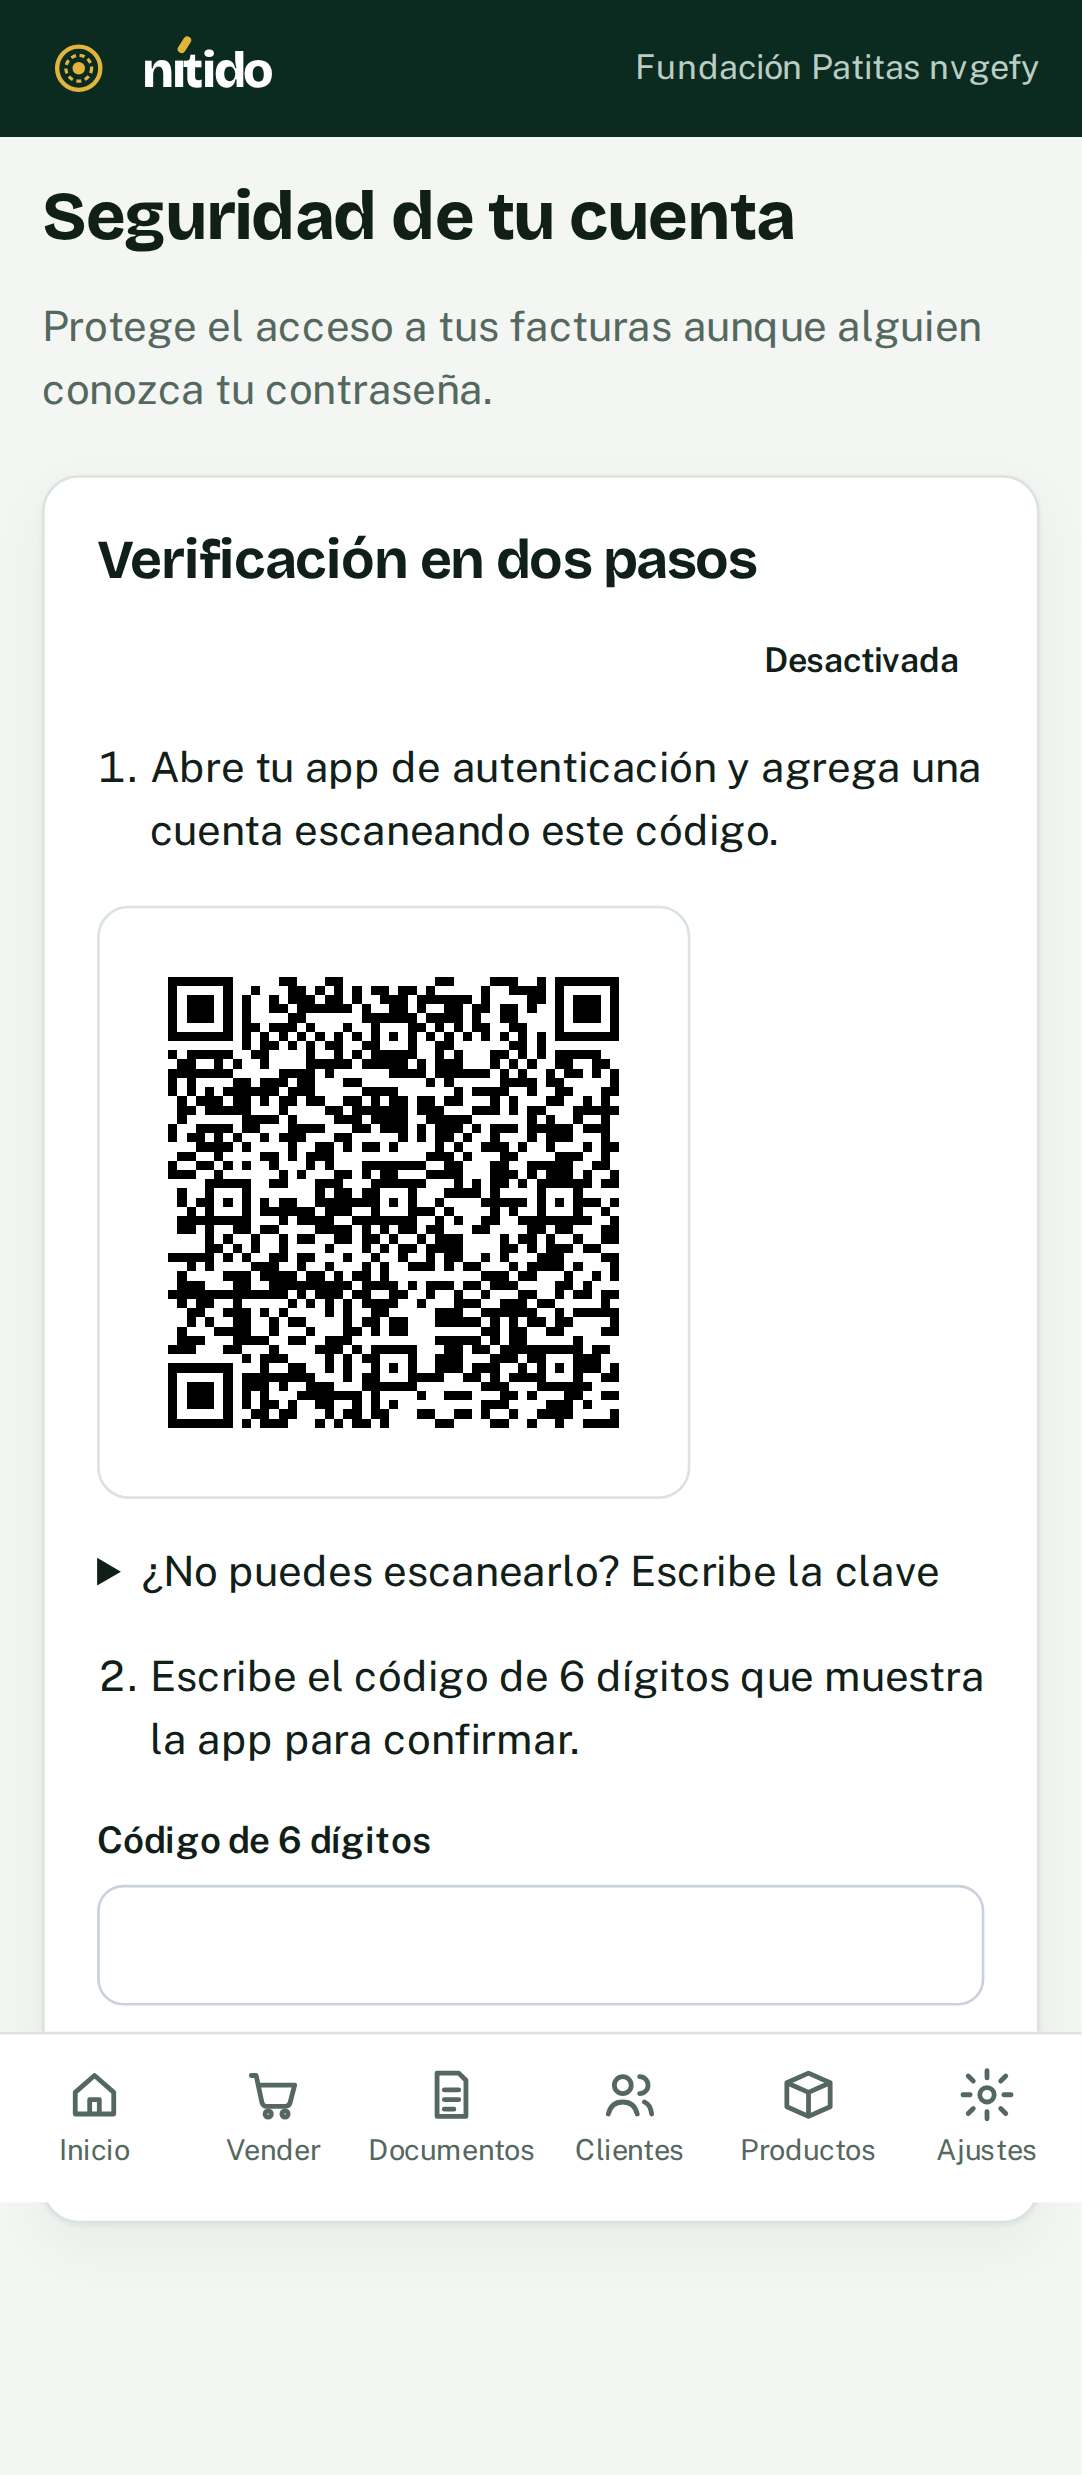 nítido
Fundación Patitas nvgefy
Seguridad de tu cuenta
Protege el acceso a tus facturas aunque alguien
conozca tu contraseña.
Verificación en dos pasos
Desactivada
1. Abre tu app de autenticación y agrega una
cuenta escaneando este código.
¿No puedes escanearlo? Escribe la clave
2. Escribe el código de 6 dígitos que muestra
la app para confirmar.
Código de 6 dígitos
Inicio
Vender
Documentos
Clientes
Productos
Ajustes